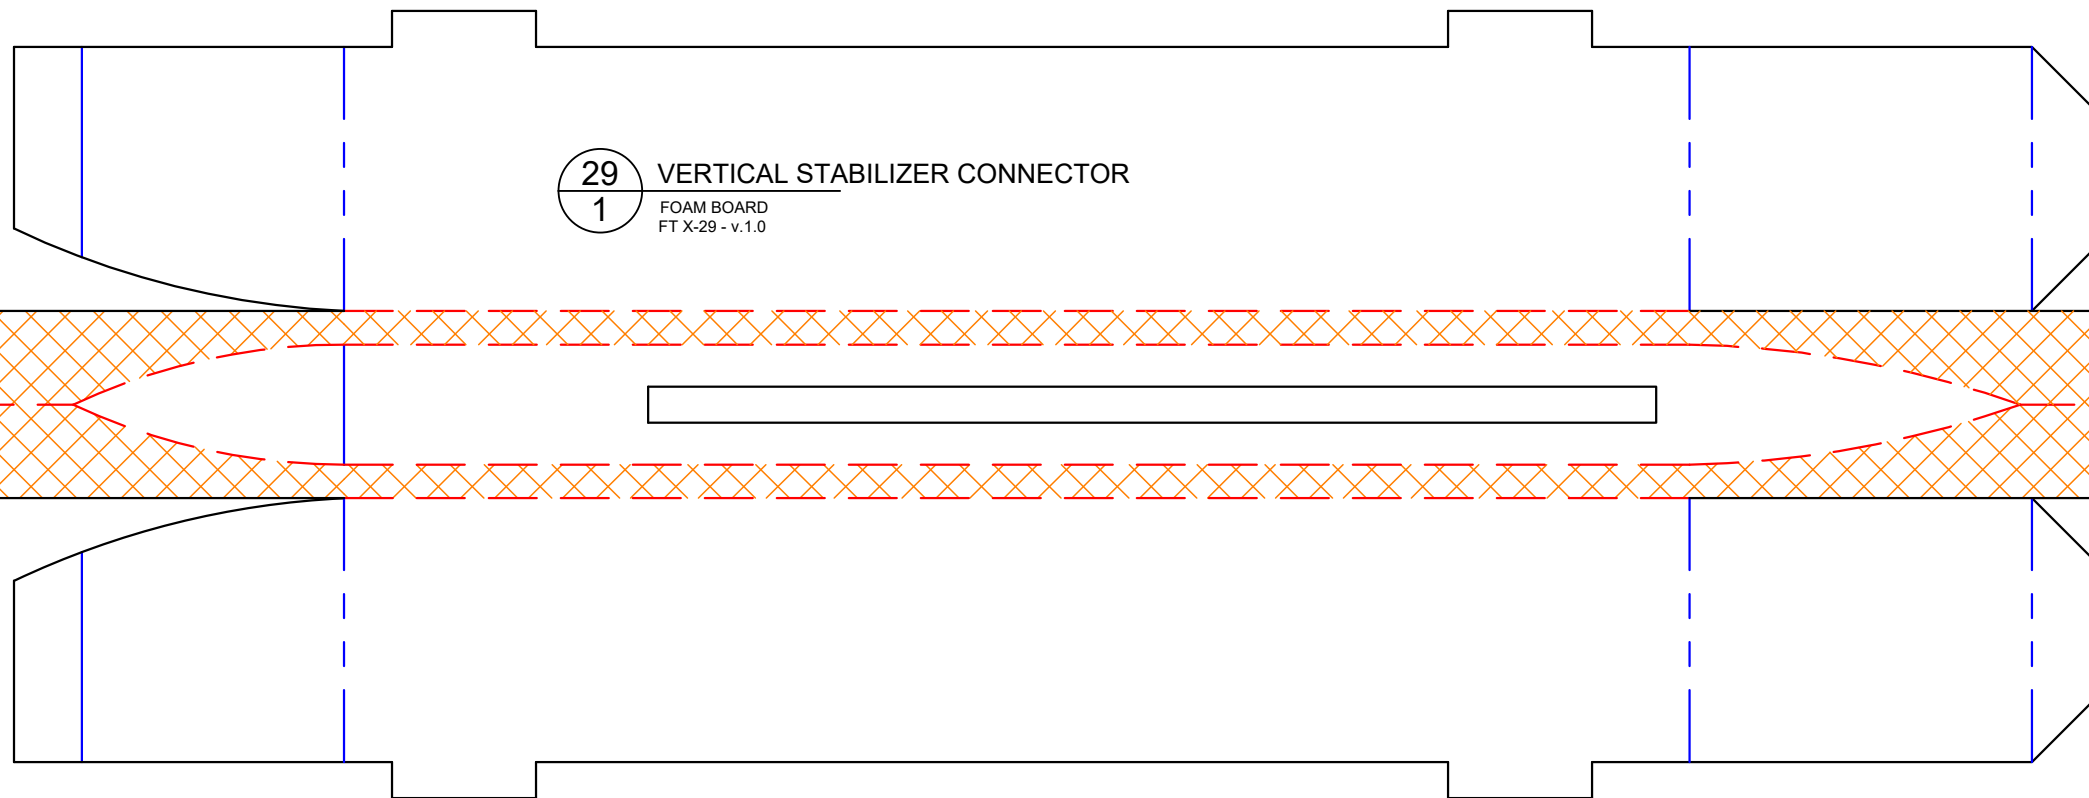 29
1
VERTICAL STABILIZER CONNECTOR
FOAM BOARD
FT X-29 - v.1.0